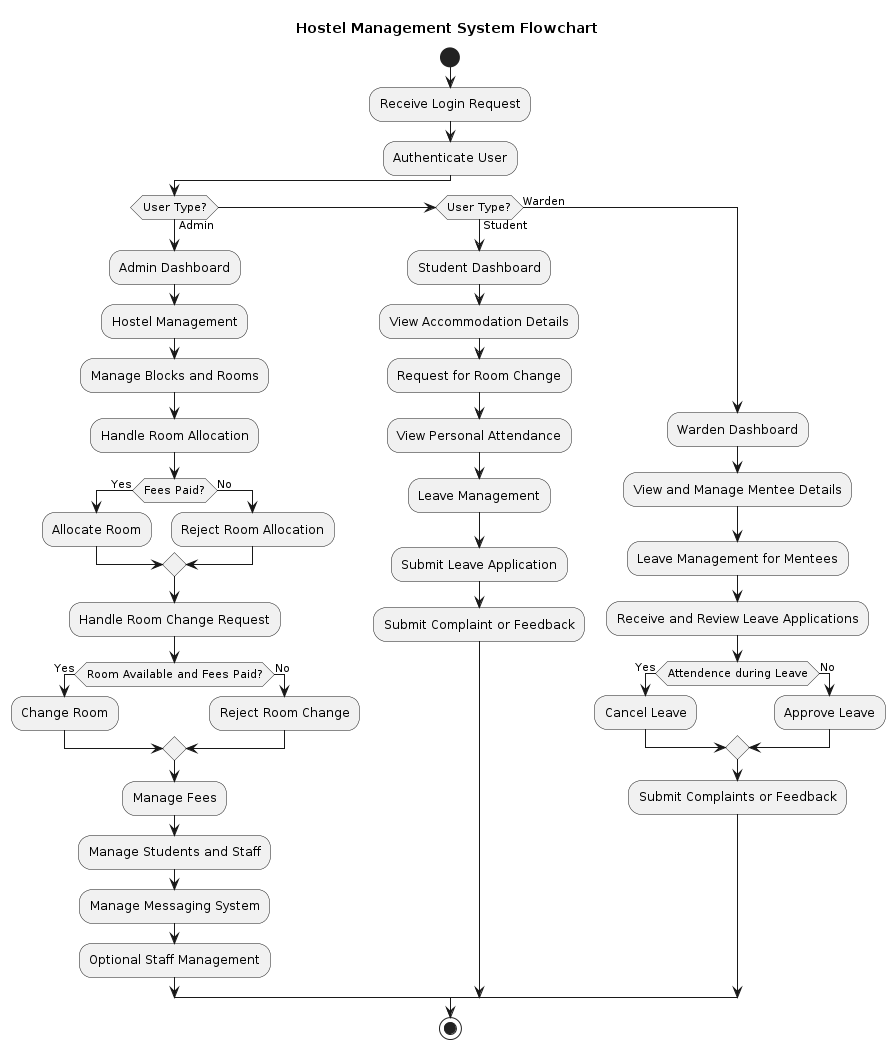 Hostel Management System Flowchart
Receive Login Request
Authenticate User
User Type?
Admin
Admin Dashboard
Hostel Management
Manage Blocks and Rooms
Handle Room Allocation
Fees Paid?
Yes
No
Allocate Room
Reject Room Allocation
Handle Room Change Request
Room Available and Fees Paid?
Yes
No
Change Room
Reject Room Change
Manage Fees
Manage Students and Staff
Manage Messaging System
Optional Staff Management
User Type?
Student
Student Dashboard
View Accommodation Details
Request for Room Change
View Personal Attendance
Leave Management
Submit Leave Application
Submit Complaint or Feedback
Warden
Warden Dashboard
View and Manage Mentee Details
Leave Management for Mentees
Receive and Review Leave Applications
Attendence during Leave
Yes
No
Cancel Leave
Approve Leave
Submit Complaints or Feedback